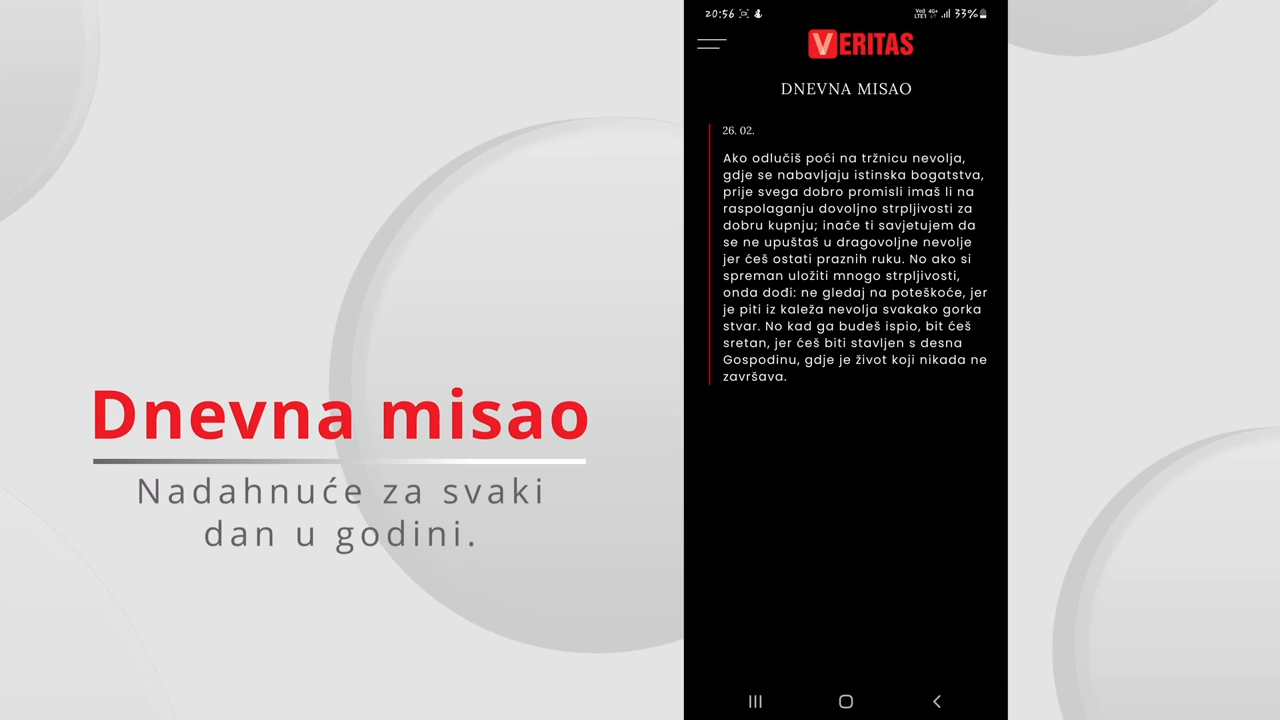 Dnevna misao
Nadahnuće za svaki
dan u godini.
20:56
Vo)) 4G+
LTE1
33%
VERITAS
DNEVNA MISAO
26. 02.
Ako odlučiš poći na tržnicu nevolja,
gdje se nabavljaju istinska bogatstva,
prije svega dobro promisli imaš li na
raspolaganju dovoljno strpljivosti za
dobru kupnju; inače ti savjetujem da
se ne upuštaš u dragovoljne nevolje
jer ćeš ostati praznih ruku. No ako si
spreman uložiti mnogo strpljivosti,
onda dođi: ne gledaj na poteškoće, jer
je piti iz kaleža nevolja svakako gorka
stvar. No kad ga budeš ispio, bit ćeš
sretan, jer ćeš biti stavljen s desna
Gospodinu, gdje je život koji nikada ne
završava.